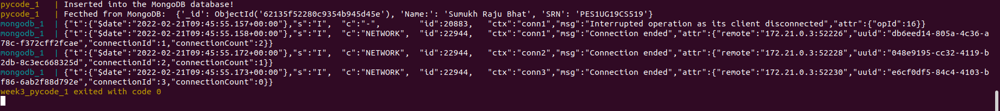 pycode_1   | Inserted into the MongoDB database!
pycode_1   | Fecthed from MongoDB:  {'_id': ObjectId('62135f52280c9354b945d45e'), 'Name:': 'Sumukh Raju Bhat', 'SRN': 'PES1UG19CS519'}
mongodb_1  | {"t":{"$date":"2022-02-21T09:45:55.157+00:00"},"s":"I",  "c":"-",        "id":20883,   "ctx":"conn1","msg":"Interrupted operation as its client disconnected","attr":{"opId":16}}
mongodb_1  | {"t":{"$date":"2022-02-21T09:45:55.158+00:00"},"s":"I",  "c":"NETWORK",  "id":22944,   "ctx":"conn1","msg":"Connection ended","attr":{"remote":"172.21.0.3:52226","uuid":"db6eed14-805a-4c36-a
78c-f372cff2fcae","connectionId":1,"connectionCount":2}}
mongodb_1  | {"t":{"$date":"2022-02-21T09:45:55.172+00:00"},"s":"I",  "c":"NETWORK",  "id":22944,   "ctx":"conn2","msg":"Connection ended","attr":{"remote":"172.21.0.3:52228","uuid":"048e9195-cc32-4119-b
2db-8c3ec668325d","connectionId":2,"connectionCount":1}}
mongodb_1  | {"t":{"$date":"2022-02-21T09:45:55.173+00:00"},"s":"I",  "c":"NETWORK",  "id":22944,   "ctx":"conn3","msg":"Connection ended","attr":{"remote":"172.21.0.3:52230","uuid":"e6cf0df5-84c4-4103-b
f86-6ab2f88d792e","connectionId":3,"connectionCount":0}}
week3_pycode_1 exited with code 0